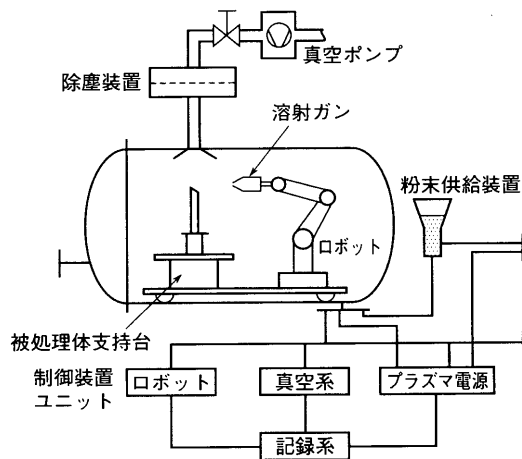 真空ポンプ
除塵装置
溶射ガン
粉末供給装置
ロボット
被処理体支持台
制御装置
ユニット
ロボット
真空系
プラズマ電源
記録系